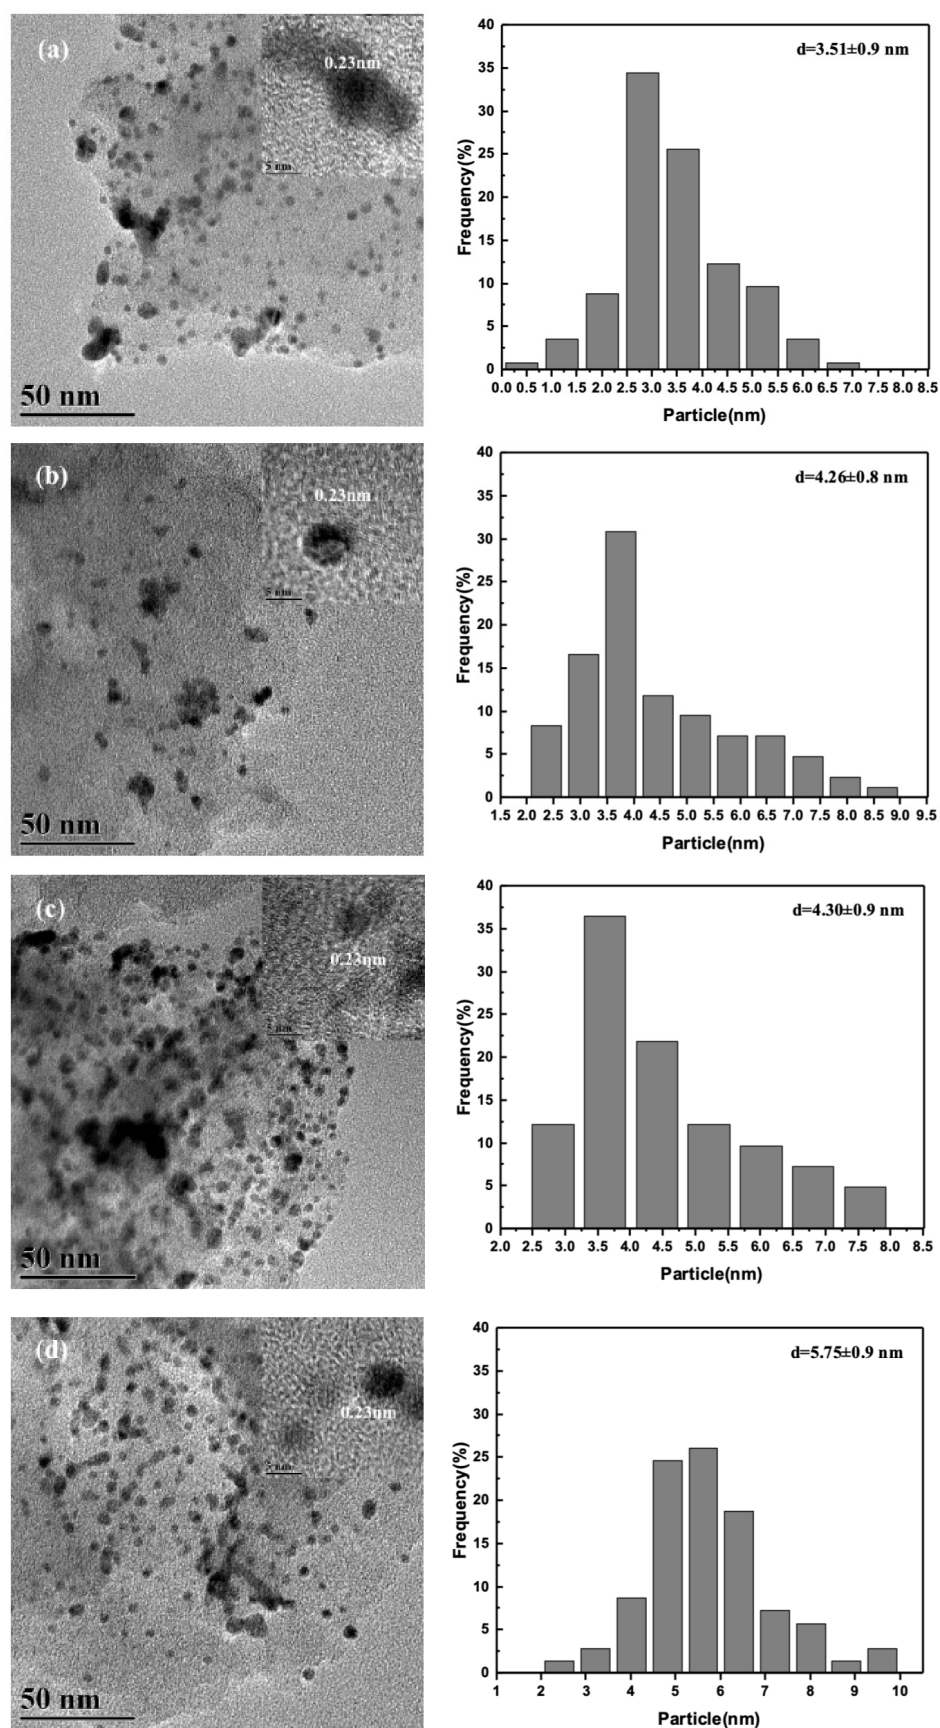 (a)
0.23nm
5 nm
50 nm
d=3.51±0.9 nm
Frequency(%)
40
35
30
25
20
15
10
5
0
0.0 0.5 1.0 1.5 2.0 2.5 3.0 3.5 4.0 4.5 5.0 5.5 6.0 6.5 7.0 7.5 8.0 8.5
Particle(nm)
(b)
0.23nm
5 nm
50 nm
d=4.26±0.8 nm
Frequency(%)
40
35
30
25
20
15
10
5
0
1.5 2.0 2.5 3.0 3.5 4.0 4.5 5.0 5.5 6.0 6.5 7.0 7.5 8.0 8.5 9.0 9.5
Particle(nm)
(c)
0.23nm
nm
50 nm
d=4.30±0.9 nm
Frequency(%)
40
35
30
25
20
15
10
5
0
2.0 2.5 3.0 3.5 4.0 4.5 5.0 5.5 6.0 6.5 7.0 7.5 8.0 8.5
Particle(nm)
(d)
0.23nm
5 nm
50 nm
d=5.75±0.9 nm
Frequency(%)
40
35
30
25
20
15
10
5
0
1 2 3 4 5 6 7 8 9 10
Particle(nm)